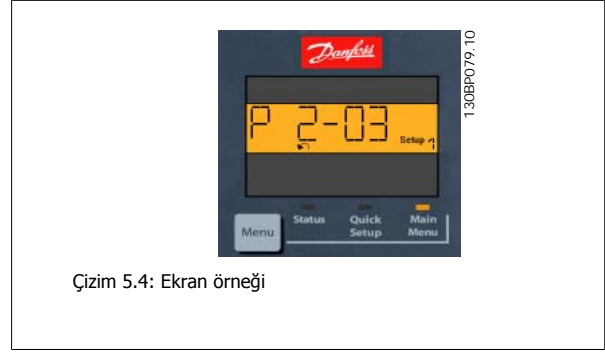 Danfoss
130BP079.10
P 2-03
Setup 1
Menu
Status
Quick Setup
Main Menu
Çizim 5.4: Ekran örneği